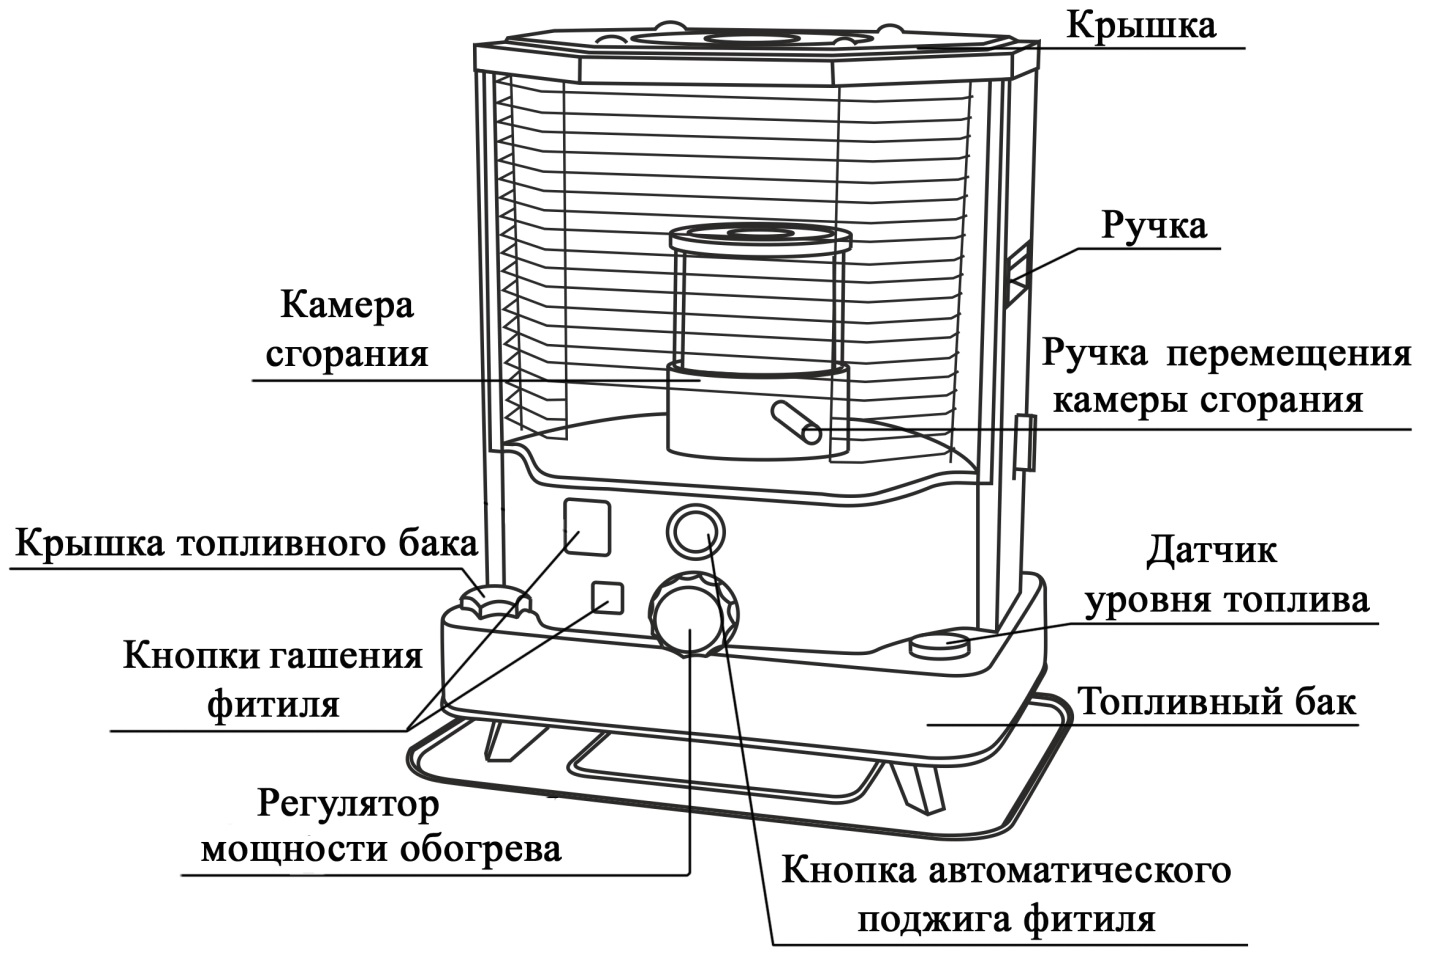 Крышка
Ручка
Камера
сгорания
Ручка перемещения
камеры сгорания
Крышка топливного бака
Датчик
уровня топлива
Кнопки гашения
фитиля
Топливный бак
Регулятор
мощности обогрева
Кнопка автоматического
поджига фитиля